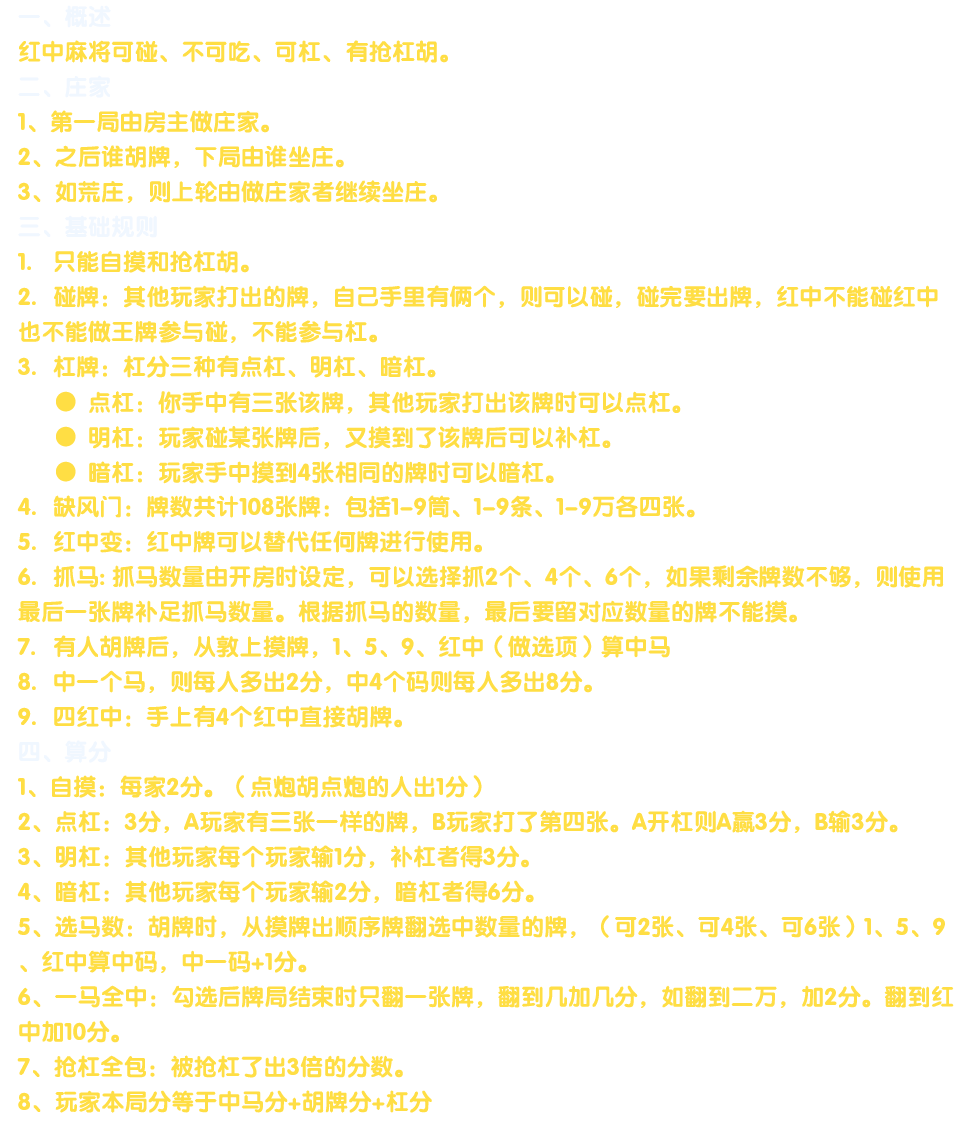 一、概述
红中麻将可碰、不可吃、可杠、有抢杠胡。
二、庄家
1、第一局由房主做庄家。
2、之后谁胡牌，下局由谁坐庄。
3、如荒庄，则上轮由做庄家者继续坐庄。
三、基础规则
1. 只能自摸和抢杠胡。
2. 碰牌：其他玩家打出的牌，自己手里有俩个，则可以碰，碰完要出牌，红中不能碰红中
也不能做王牌参与碰，不能参与杠。
3. 杠牌：杠分三种有点杠、明杠、暗杠。
● 点杠：你手中有三张该牌，其他玩家打出该牌时可以点杠。
● 明杠：玩家碰某张牌后，又摸到了该牌后可以补杠。
● 暗杠：玩家手中摸到4张相同的牌时可以暗杠。
4. 缺风门：牌数共计108张牌：包括1-9筒、1-9条、1-9万各四张。
5. 红中变：红中牌可以替代任何牌进行使用。
6. 抓马: 抓马数量由开房时设定，可以选择抓2个、4个、6个，如果剩余牌数不够，则使用
最后一张牌补足抓马数量。根据抓马的数量，最后要留对应数量的牌不能摸。
7. 有人胡牌后，从敦上摸牌，1、5、9、红中（做选项）算中马
8. 中一个马，则每人多出2分，中4个码则每人多出8分。
9. 四红中：手上有4个红中直接胡牌。
四、算分
1、自摸：每家2分。（点炮胡点炮的人出1分）
2、点杠：3分，A玩家有三张一样的牌，B玩家打了第四张。A开杠则A赢3分，B输3分。
3、明杠：其他玩家每个玩家输1分，补杠者得3分。
4、暗杠：其他玩家每个玩家输2分，暗杠者得6分。
5、选马数：胡牌时，从摸牌出顺序牌翻选中数量的牌，（可2张、可4张、可6张）1、5、9
、红中算中码，中一码+1分。
6、一马全中：勾选后牌局结束时只翻一张牌，翻到几加几分，如翻到二万，加2分。翻到红
中加10分。
7、抢杠全包：被抢杠了出3倍的分数。
8、玩家本局分等于中马分+胡牌分+杠分